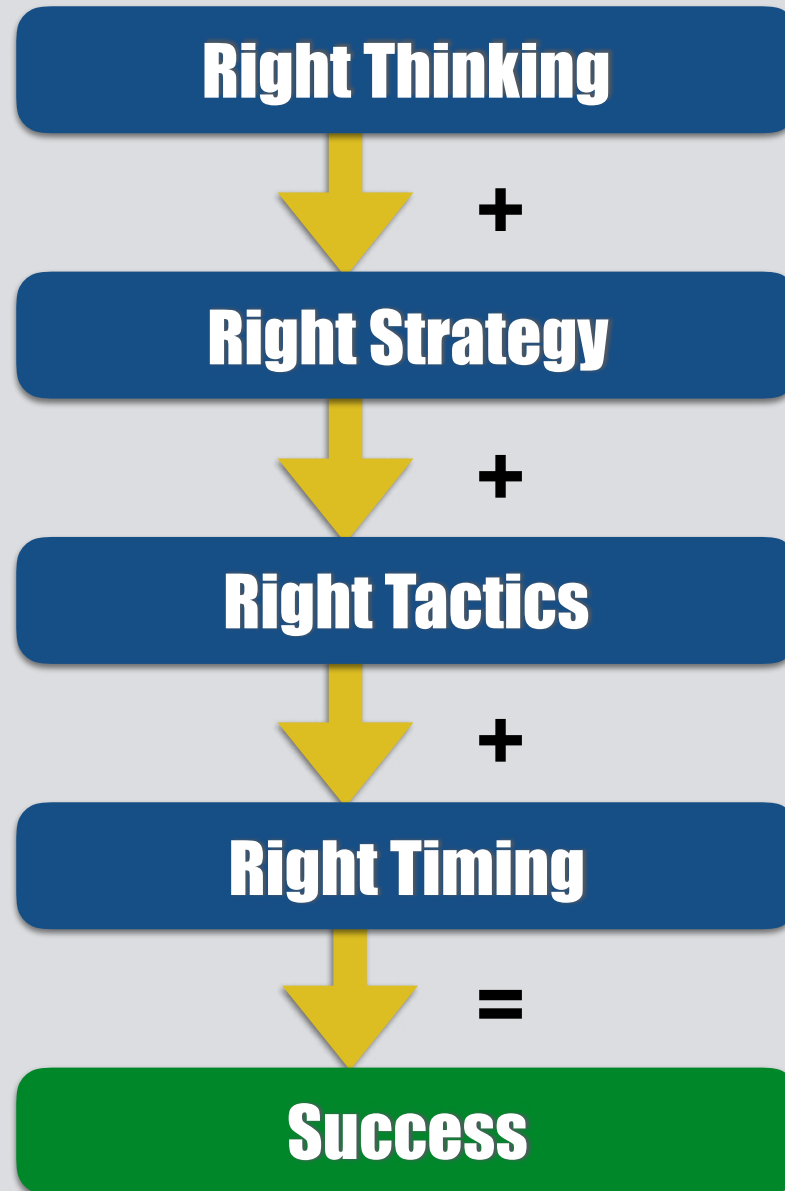 Right Thinking
+
Right Strategy
+
Right Tactics
+
Right Timing
=
Success